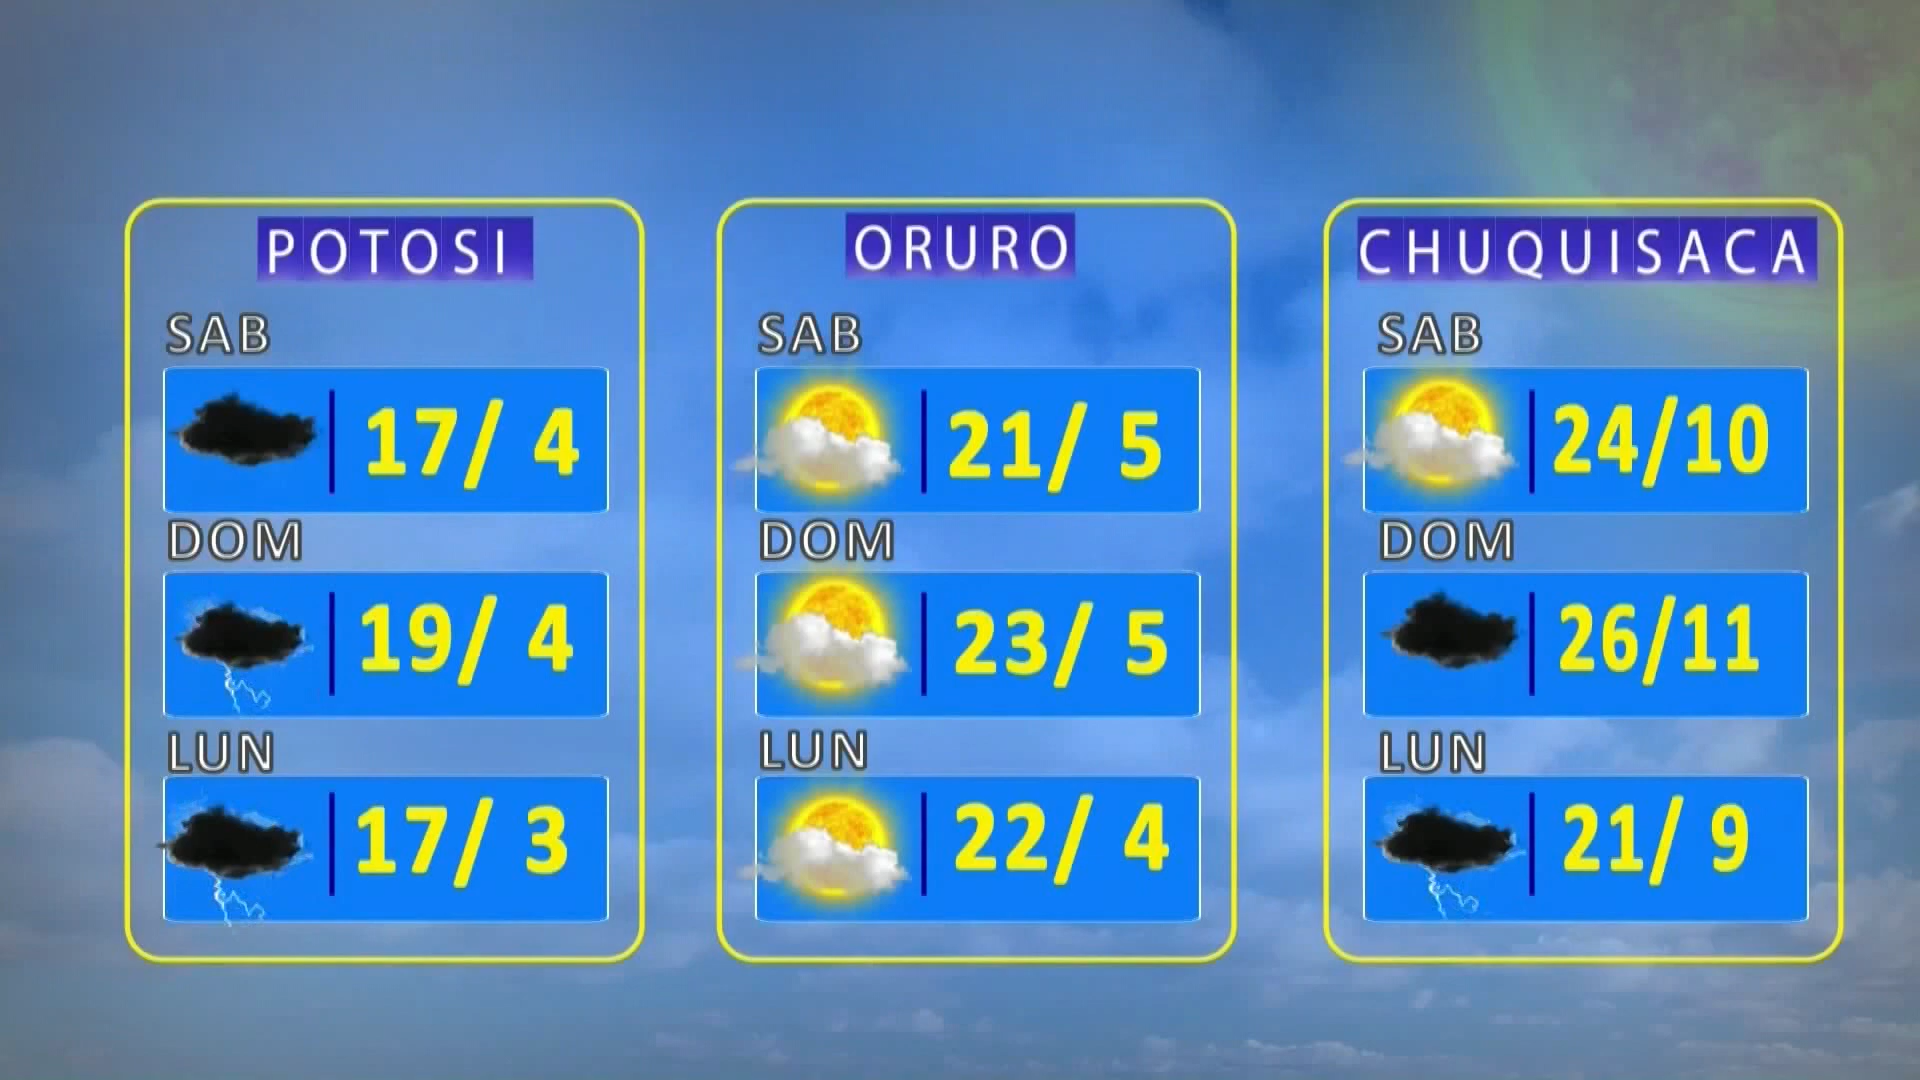 POTOSI
SAB
17/ 4
DOM
19/ 4
LUN
17/ 3
ORURO
SAB
21/ 5
DOM
23/ 5
LUN
22/ 4
CHUQUISACA
SAB
24/10
DOM
26/11
LUN
21/ 9